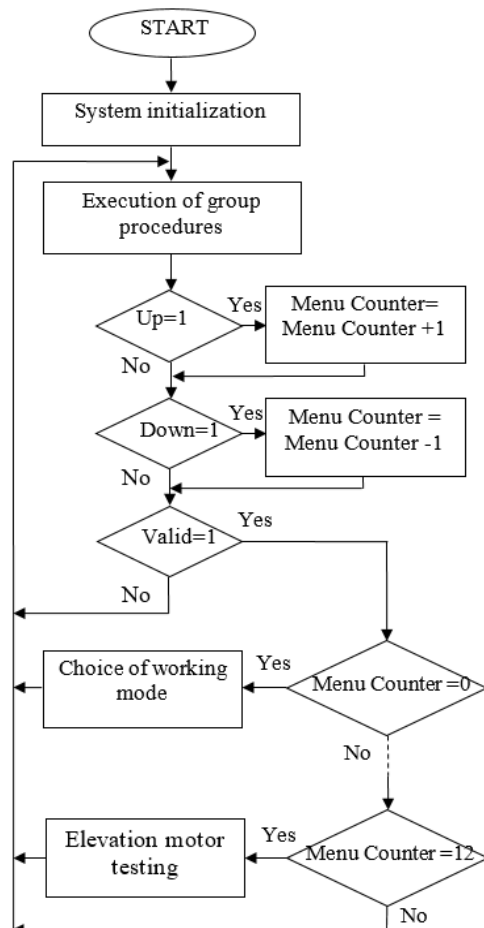 START
System initialization
Execution of group
procedures
Up=1
Yes
Menu Counter=
Menu Counter +1
No
Down=1
Yes
Menu Counter =
Menu Counter -1
No
Valid=1
Yes
No
Choice of working
mode
Yes
Menu Counter =0
No
Elevation motor
testing
Yes
Menu Counter =12
No